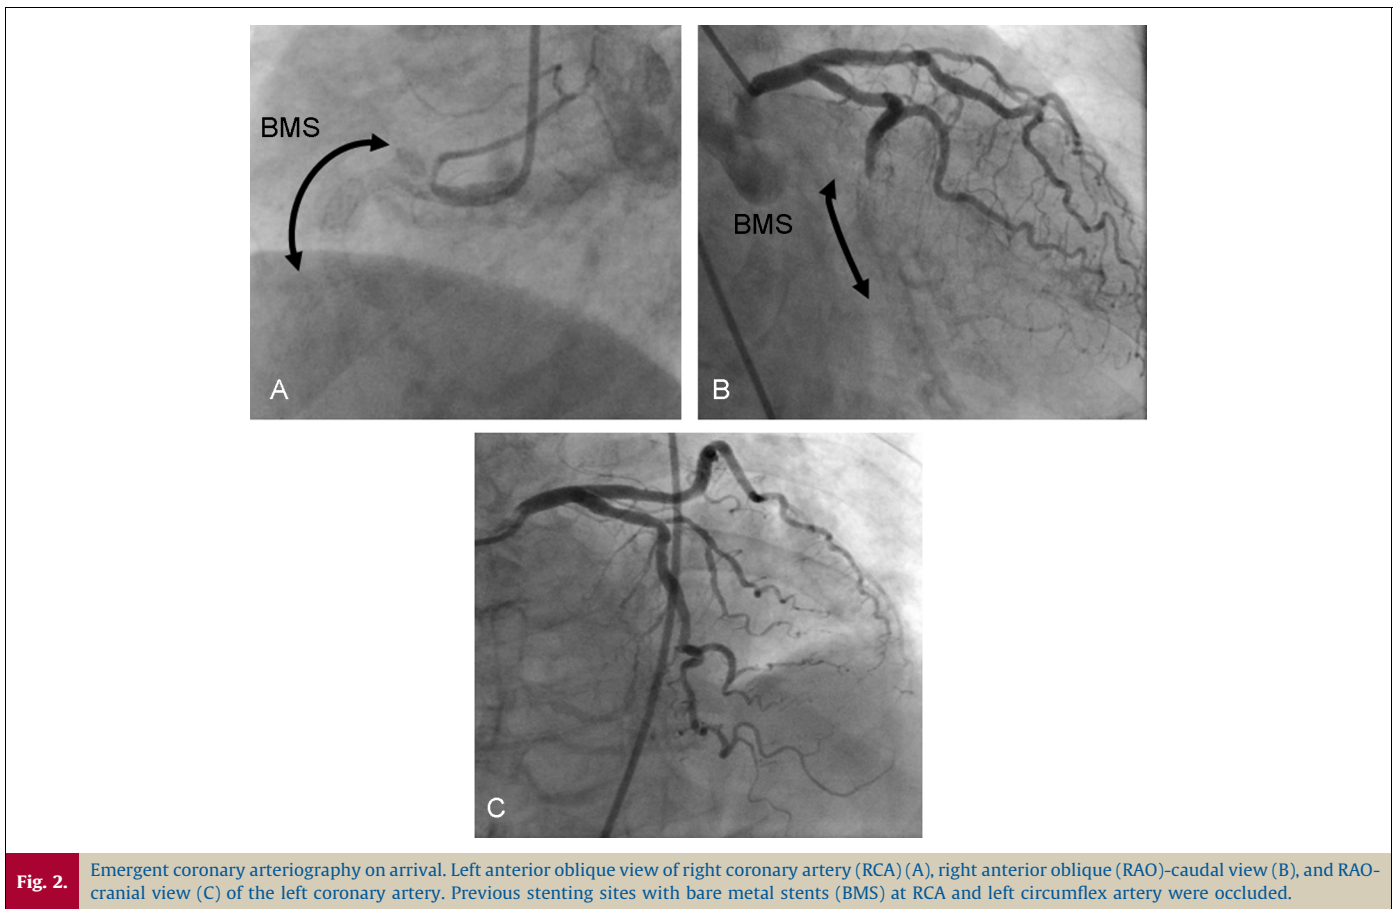 BMS
A
BMS
B
C
Fig. 2.
Emergent coronary arteriography on arrival. Left anterior oblique view of right coronary artery (RCA) (A), right anterior oblique (RAO)-caudal view (B), and RAO-
cranial view (C) of the left coronary artery. Previous stenting sites with bare metal stents (BMS) at RCA and left circumflex artery were occluded.